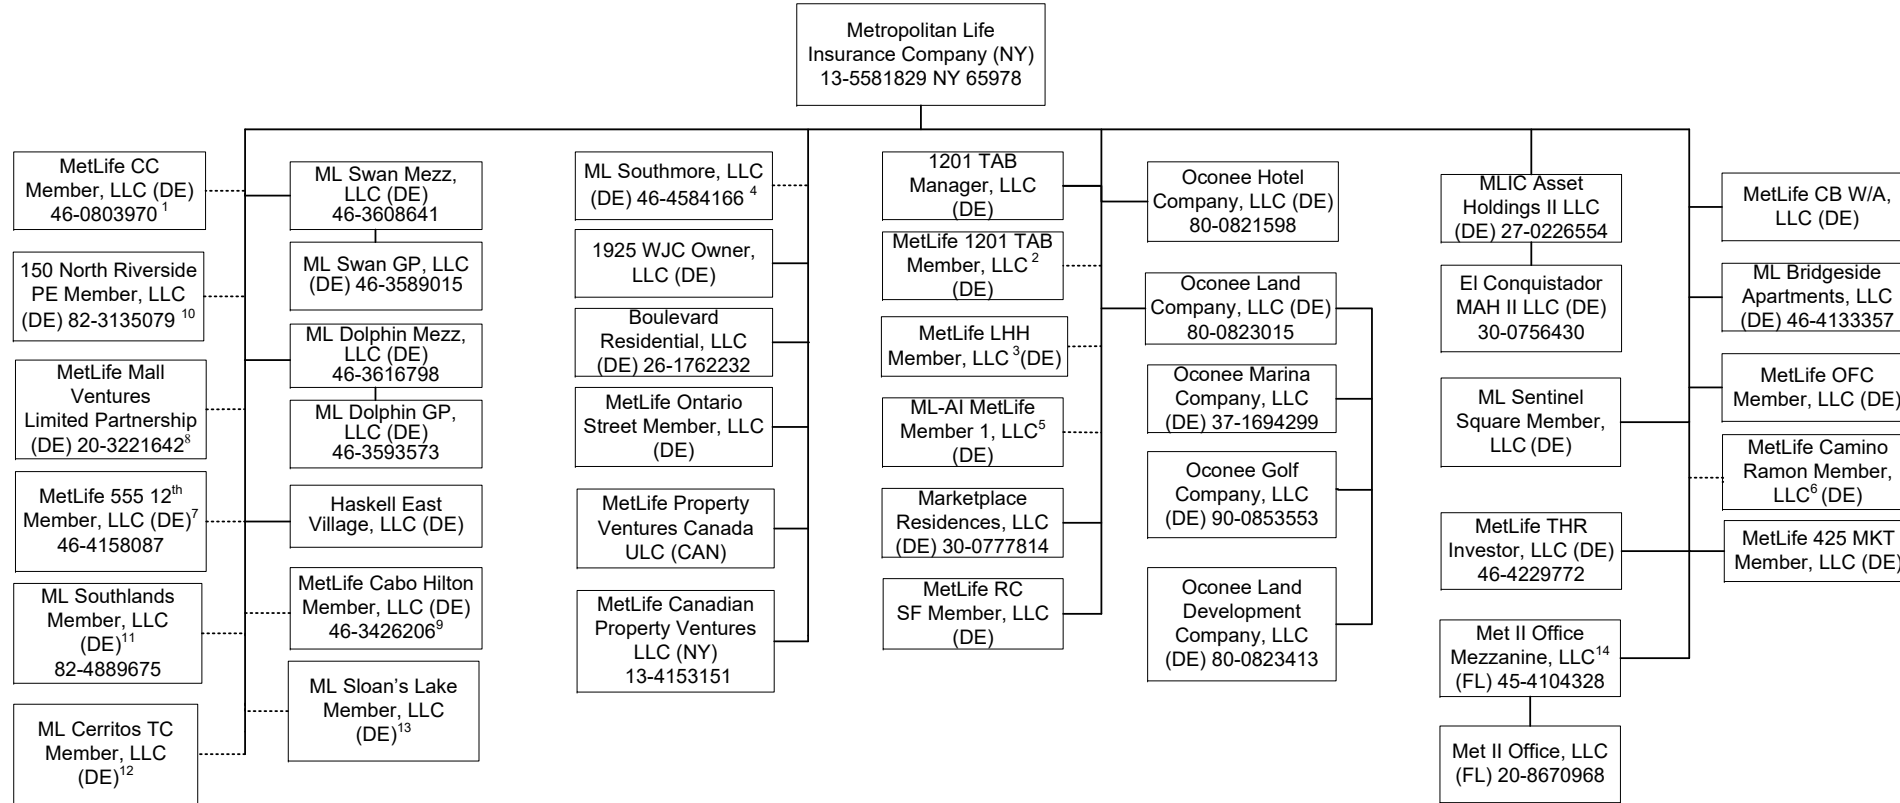 Metropolitan Life
Insurance Company (NY)
13-5581829 NY 65978
MetLife CC
Member, LLC (DE)
46-0803970 1
150 North Riverside
PE Member, LLC
(DE) 82-3135079 10
MetLife Mall
Ventures
Limited Partnership
(DE) 20-3221642 8
MetLife 555 12th
Member, LLC (DE)7
46-4158087
ML Southlands
Member, LLC
(DE)11
82-4889675
ML Cerritos TC
Member, LLC
(DE)12
ML Swan Mezz,
LLC (DE)
46-3608641
ML Swan GP, LLC
(DE) 46-3589015
ML Dolphin Mezz,
LLC (DE)
46-3616798
ML Dolphin GP,
LLC (DE)
46-3593573
Haskell East
Village, LLC (DE)
MetLife Cabo Hilton
Member, LLC (DE)
46-3426206 9
ML Sloan’s Lake
Member, LLC
(DE)13
ML Southmore, LLC
(DE) 46-4584166 4
1925 WJC Owner,
LLC (DE)
Boulevard
Residential, LLC
(DE) 26-1762232
MetLife Ontario
Street Member, LLC
(DE)
MetLife Property
Ventures Canada
ULC (CAN)
MetLife Canadian
Property Ventures
LLC (NY)
13-4153151
1201 TAB
Manager, LLC
(DE)
MetLife 1201 TAB
Member, LLC 2
(DE)
MetLife LHH
Member, LLC 3(DE)
ML-AI MetLife
Member 1, LLC5
(DE)
Marketplace
Residences, LLC
(DE) 30-0777814
MetLife RC
SF Member, LLC
(DE)
Oconee Hotel
Company, LLC (DE)
80-0821598
Oconee Land
Company, LLC (DE)
80-0823015
Oconee Marina
Company, LLC
(DE) 37-1694299
Oconee Golf
Company, LLC
(DE) 90-0853553
Oconee Land
Development
Company, LLC
(DE) 80-0823413
MLIC Asset
Holdings II LLC
(DE) 27-0226554
El Conquistador
MAH II LLC (DE)
30-0756430
ML Sentinel
Square Member,
LLC (DE)
MetLife THR
Investor, LLC (DE)
46-4229772
Met II Office
Mezzanine, LLC14
(FL) 45-4104328
Met II Office, LLC
(FL) 20-8670968
MetLife CB W/A,
LLC (DE)
ML Bridgeside
Apartments, LLC
(DE) 46-4133357
MetLife OFC
Member, LLC (DE)
MetLife Camino
Ramon Member,
LLC6 (DE)
MetLife 425 MKT
Member, LLC (DE)